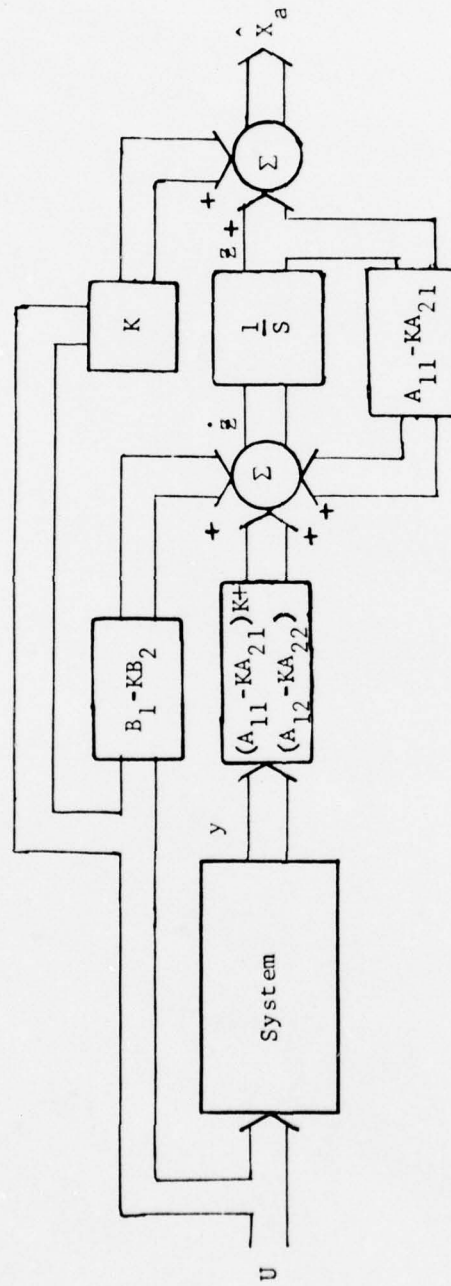 U
System
y
B₁-KB₂
(A₁₁-KA₂₁)K+
(A₁₂-KA₂₂)
+
+
+
Σ
ż
1/S
z
+
K
+
Σ
X̂ₐ
A₁₁-KA₂₁